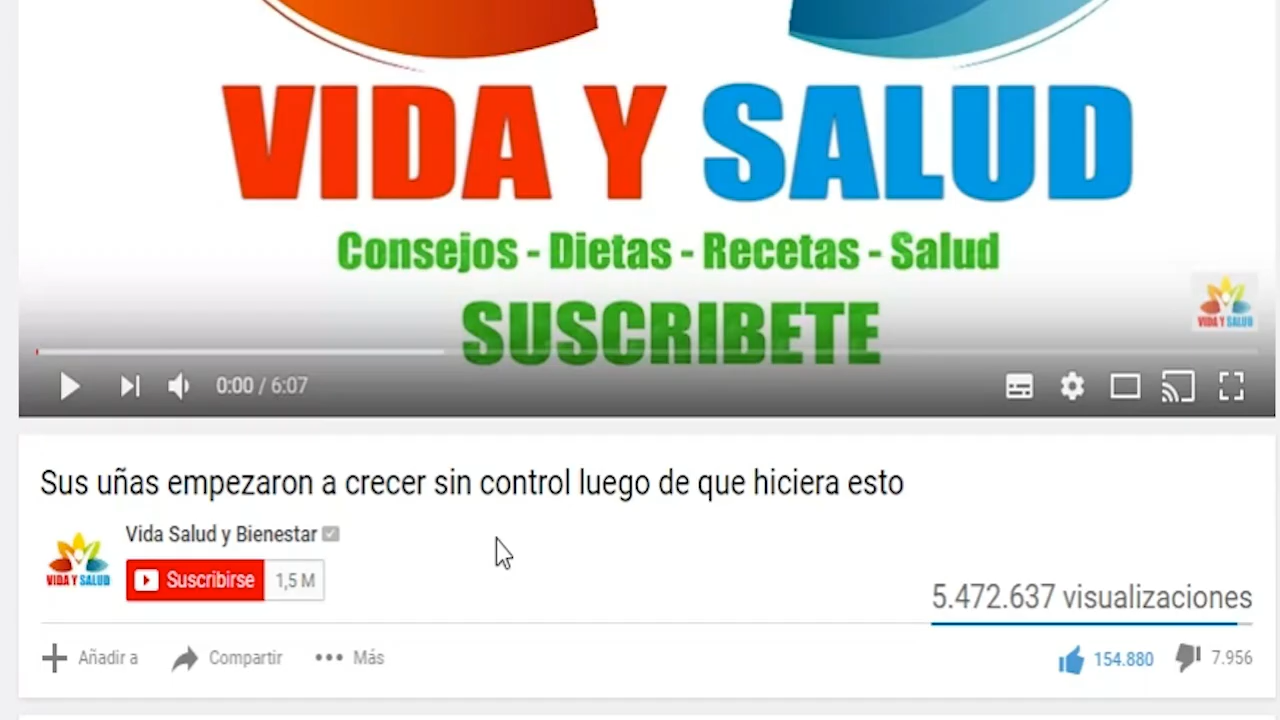 VIDA Y SALUD
Consejos - Dietas - Recetas - Salud
SUSCRIBETE
VIDA Y SALUD
0:00 / 6:07
Sus uñas empezaron a crecer sin control luego de que hiciera esto
Vida Salud y Bienestar
VIDA Y SALUD
Suscribirse 1,5 M
5.472.637 visualizaciones
Añadir a Compartir Más 154.880 7.956